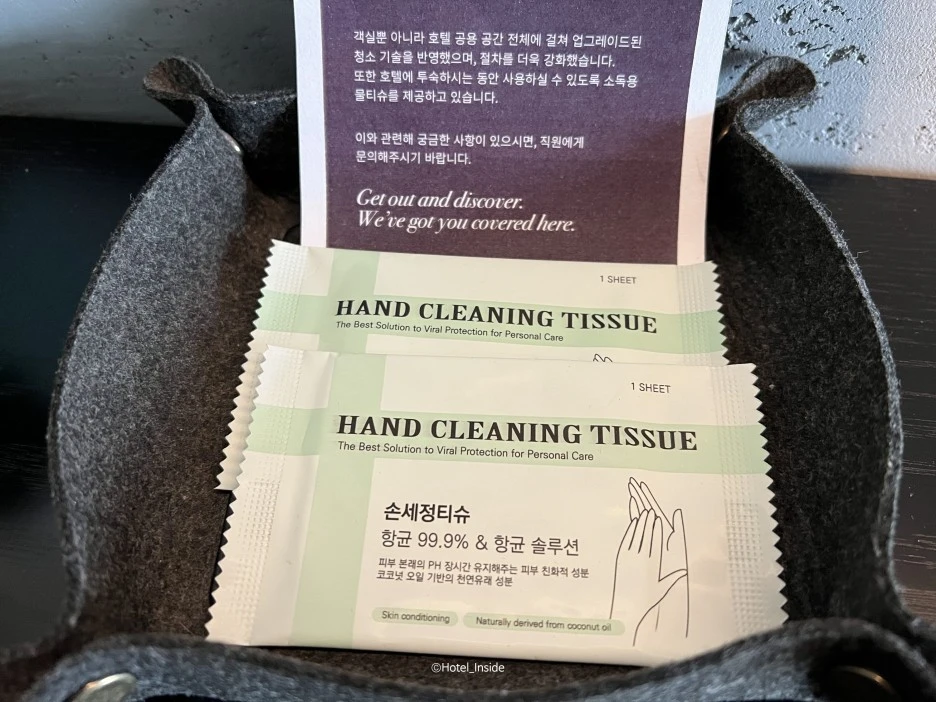 객실뿐 아니라 호텔 공용 공간 전체에 걸쳐 업그레이드된
청소 기술을 반영했으며, 절차를 더욱 강화했습니다.
또한 호텔에 투숙하시는 동안 사용하실 수 있도록 소독용
물티슈를 제공하고 있습니다.
이와 관련해 궁금한 사항이 있으시면, 직원에게
문의해주시기 바랍니다.
Get out and discover.
We've got you covered here.
1 SHEET
HAND CLEANING TISSUE
The Best Solution to Viral Protection for Personal Care
1 SHEET
HAND CLEANING TISSUE
The Best Solution to Viral Protection for Personal Care
손세정티슈
항균 99.9% & 항균 솔루션
피부 본래의 PH 장시간 유지해주는 피부 친화적 성분
코코넛 오일 기반의 천연유래 성분
Skin conditioning
Naturally derived from coconut oil
©Hotel_Inside